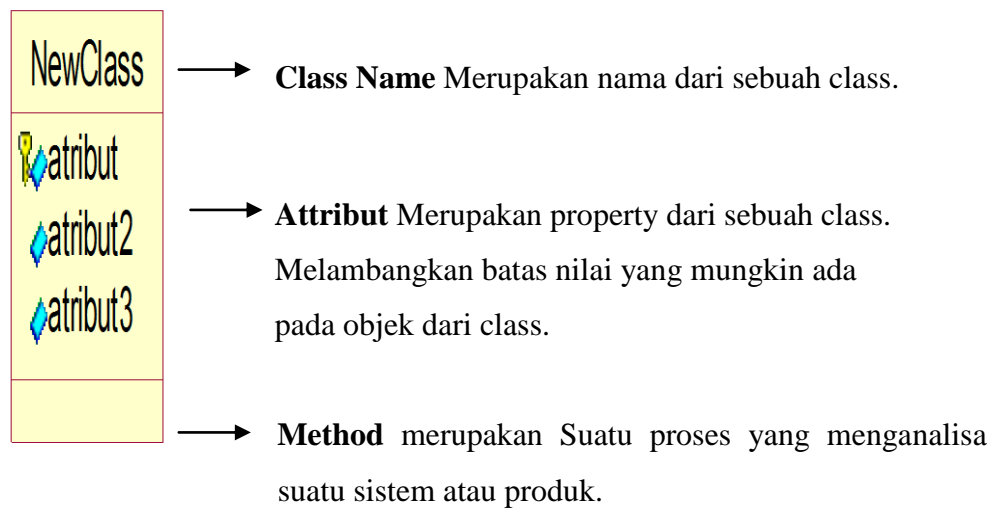 NewClass
Class Name Merupakan nama dari sebuah class.
atribut
atribut2
atribut3
Attribut Merupakan property dari sebuah class.
Melambangkan batas nilai yang mungkin ada
pada objek dari class.
Method merupakan Suatu proses yang menganalisa
suatu sistem atau produk.